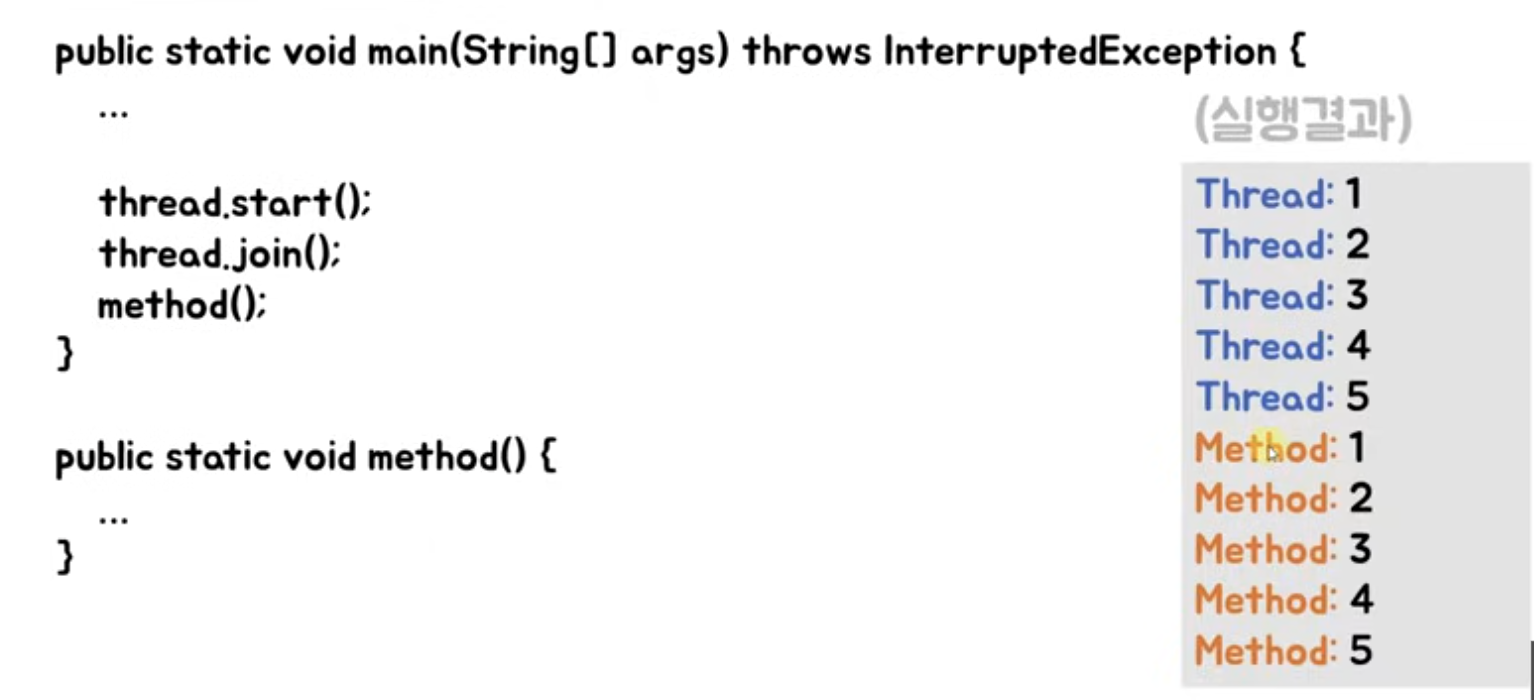 public static void main(String[] args) throws InterruptedException {
...
thread.start();
thread.join();
method();
}
public static void method() {
...
}
(실행결과)
Thread: 1
Thread: 2
Thread: 3
Thread: 4
Thread: 5
Method: 1
Method: 2
Method: 3
Method: 4
Method: 5